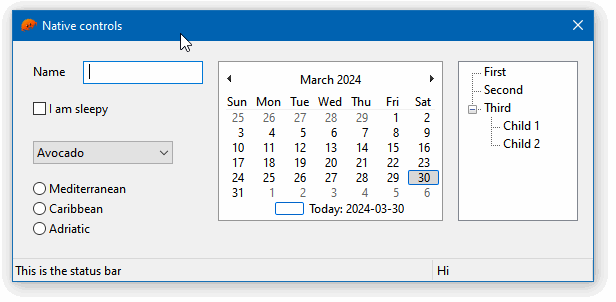 Native controls
Name
I am sleepy
Avocado
Mediterranean
Caribbean
Adriatic
March 2024
Sun Mon Tue Wed Thu Fri Sat
25 26 27 28 29 1 2
3 4 5 6 7 8 9
10 11 12 13 14 15 16
17 18 19 20 21 22 23
24 25 26 27 28 29 30
31 1 2 3 4 5 6
Today: 2024-03-30
First
Second
Third
Child 1
Child 2
This is the status bar
Hi